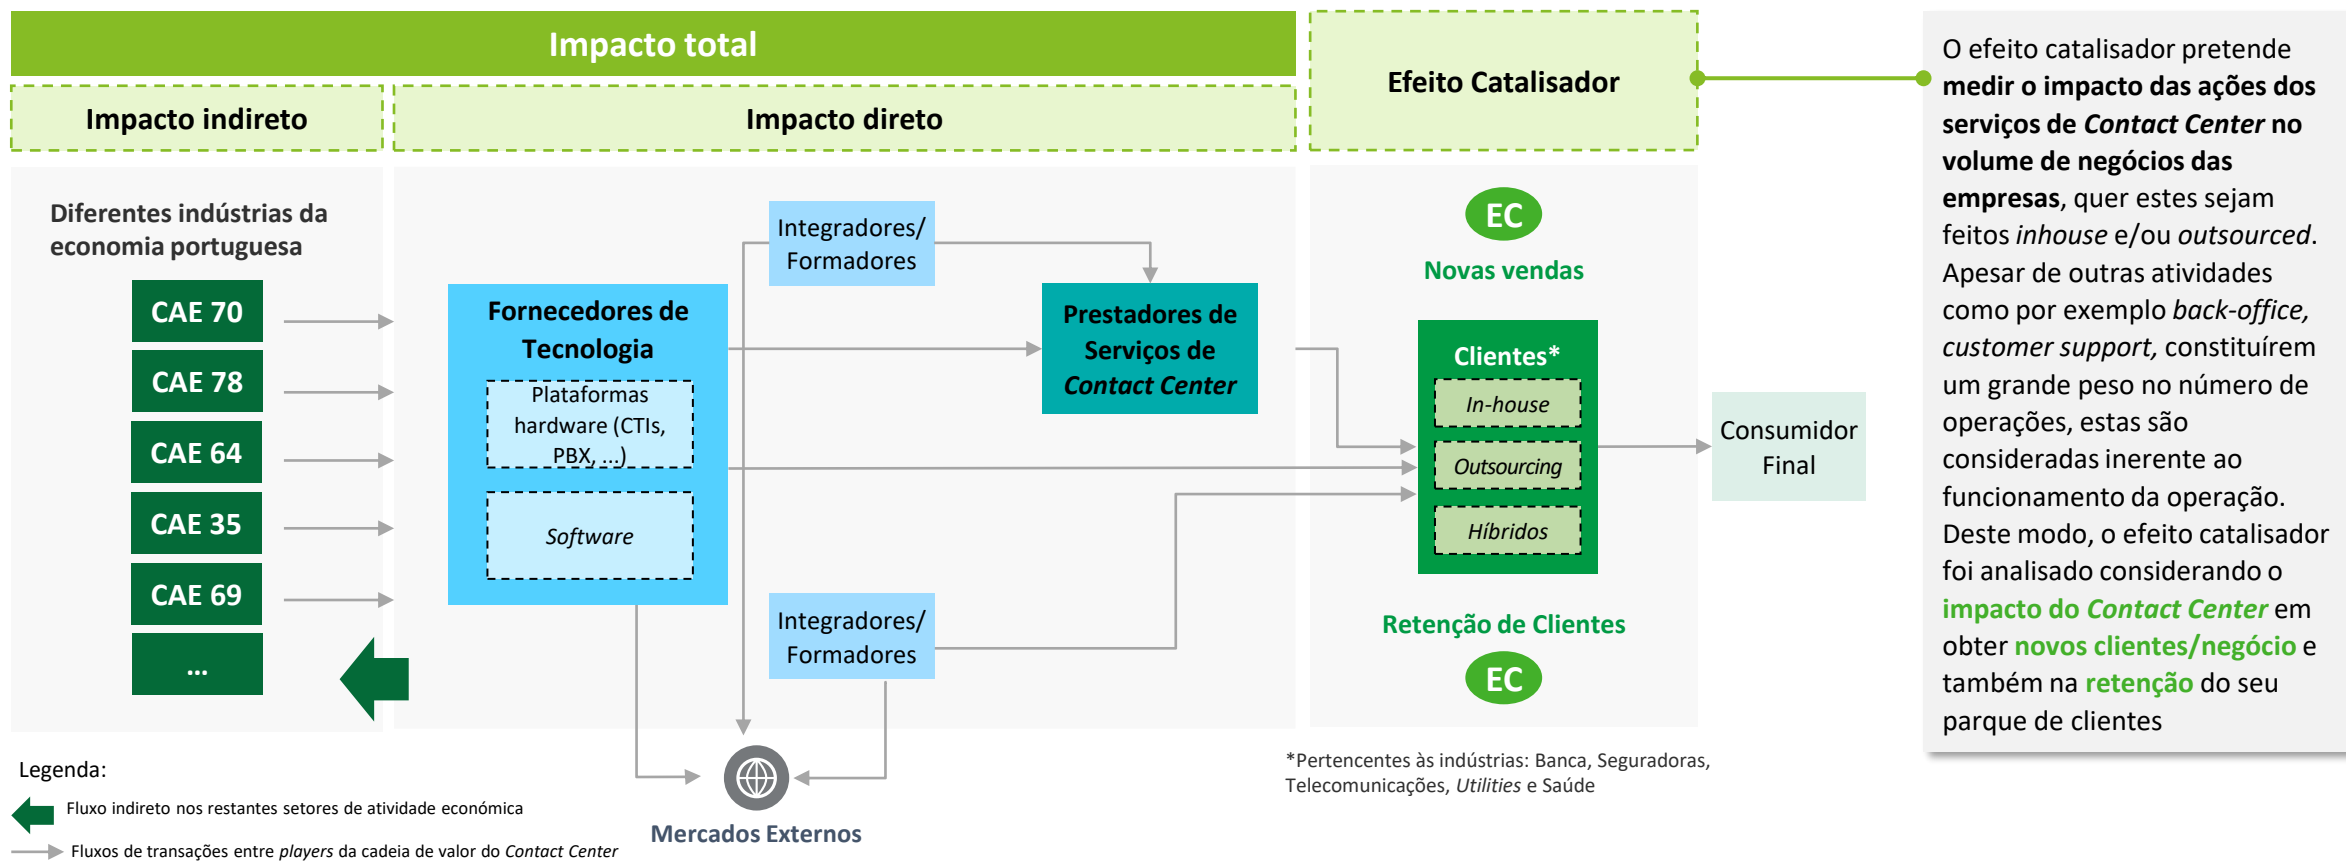 Impacto total
Impacto indireto
Impacto direto
Efeito Catalisador
Diferentes indústrias da
economia portuguesa
CAE 70
CAE 78
CAE 64
CAE 35
CAE 69
...
Fornecedores de
Tecnologia
Plataformas
hardware (CTIs,
PBX, ...)
Software
Integradores/
Formadores
Prestadores de
Serviços de
Contact Center
Integradores/
Formadores
Mercados Externos
EC
Novas vendas
Clientes*
In-house
Outsourcing
Híbridos
Retenção de Clientes
EC
Consumidor
Final
*Pertencentes às indústrias: Banca, Seguradoras,
Telecomunicações, Utilities e Saúde
O efeito catalisador pretende
medir o impacto das ações dos
serviços de Contact Center no
volume de negócios das
empresas, quer estes sejam
feitos inhouse e/ou outsourced.
Apesar de outras atividades
como por exemplo back-office,
customer support, constituírem
um grande peso no número de
operações, estas são
consideradas inerente ao
funcionamento da operação.
Deste modo, o efeito catalisador
foi analisado considerando o
impacto do Contact Center em
obter novos clientes/negócio e
também na retenção do seu
parque de clientes
Legenda:
Fluxo indireto nos restantes setores de atividade económica
Fluxos de transações entre players da cadeia de valor do Contact Center